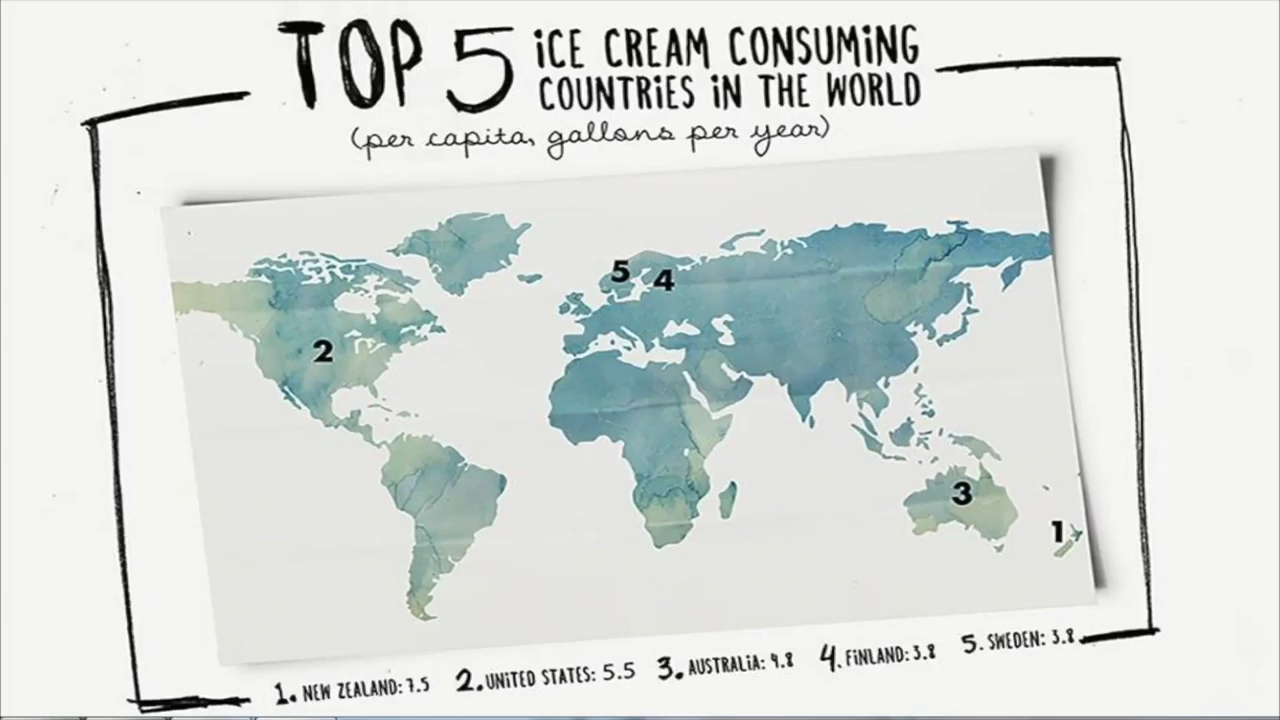 TOP 5 iCE CREAM CONSUMiNG
COUNTRiES iN THE WORLD
(per capita, gallons per year)
5
4
2
3
1
1. NEW ZEALAND: 7.5 2. UNiTED STATES: 5.5 3. AUSTRALiA: 4.8 4. FiNLAND: 3.8 5. SWEDEN: 3.8